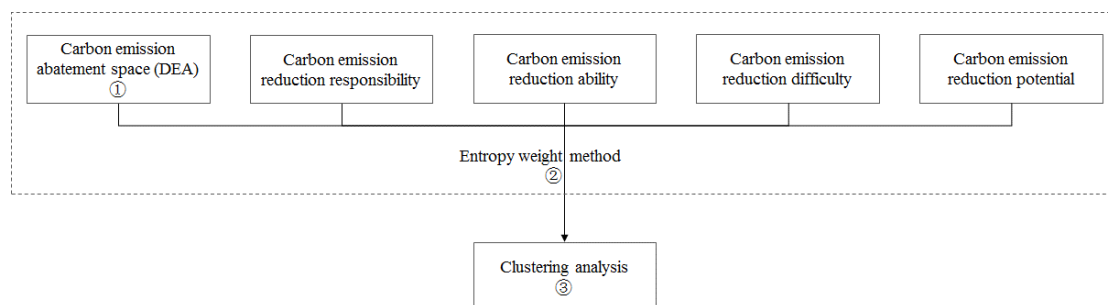 Carbon emission
abatement space (DEA)
①
Carbon emission
reduction responsibility
Carbon emission
reduction ability
Carbon emission
reduction difficulty
Carbon emission
reduction potential
Entropy weight method
②
Clustering analysis
③